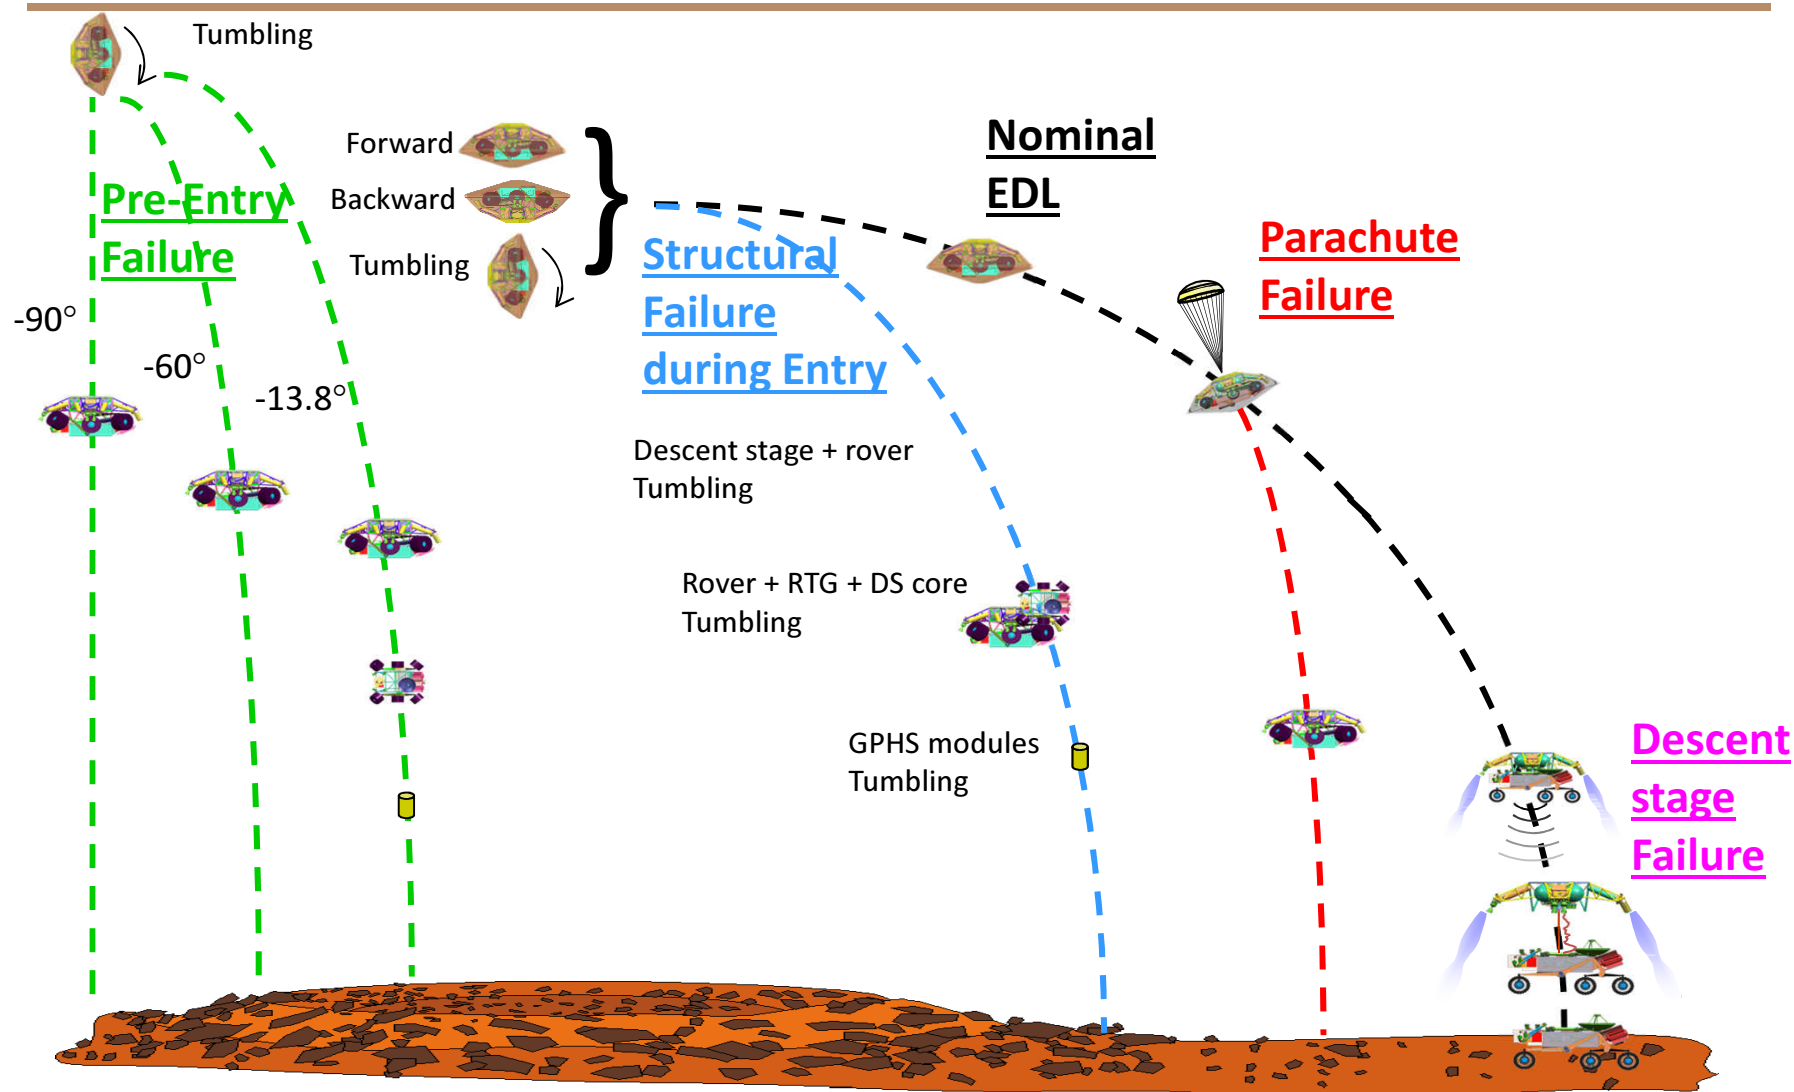 Tumbling
Forward
Backward
Tumbling
Pre-Entry
Failure
-90°
-60°
-13.8°
Nominal
EDL
Structural
Failure
during Entry
Parachute
Failure
Descent stage + rover
Tumbling
Rover + RTG + DS core
Tumbling
GPHS modules
Tumbling
Descent
stage
Failure